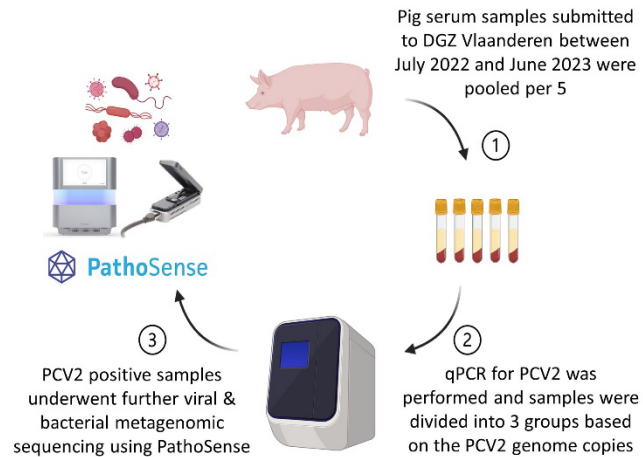 Pig serum samples submitted
to DGZ Vlaanderen between
July 2022 and June 2023 were
pooled per 5
1
2
qPCR for PCV2 was
performed and samples were
divided into 3 groups based
on the PCV2 genome copies
3
PCV2 positive samples
underwent further viral &
bacterial metagenomic
sequencing using PathoSense
PathoSense